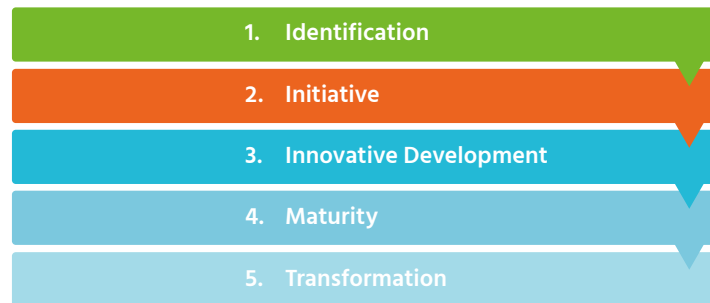 1. Identification
2. Initiative
3. Innovative Development
4. Maturity
5. Transformation